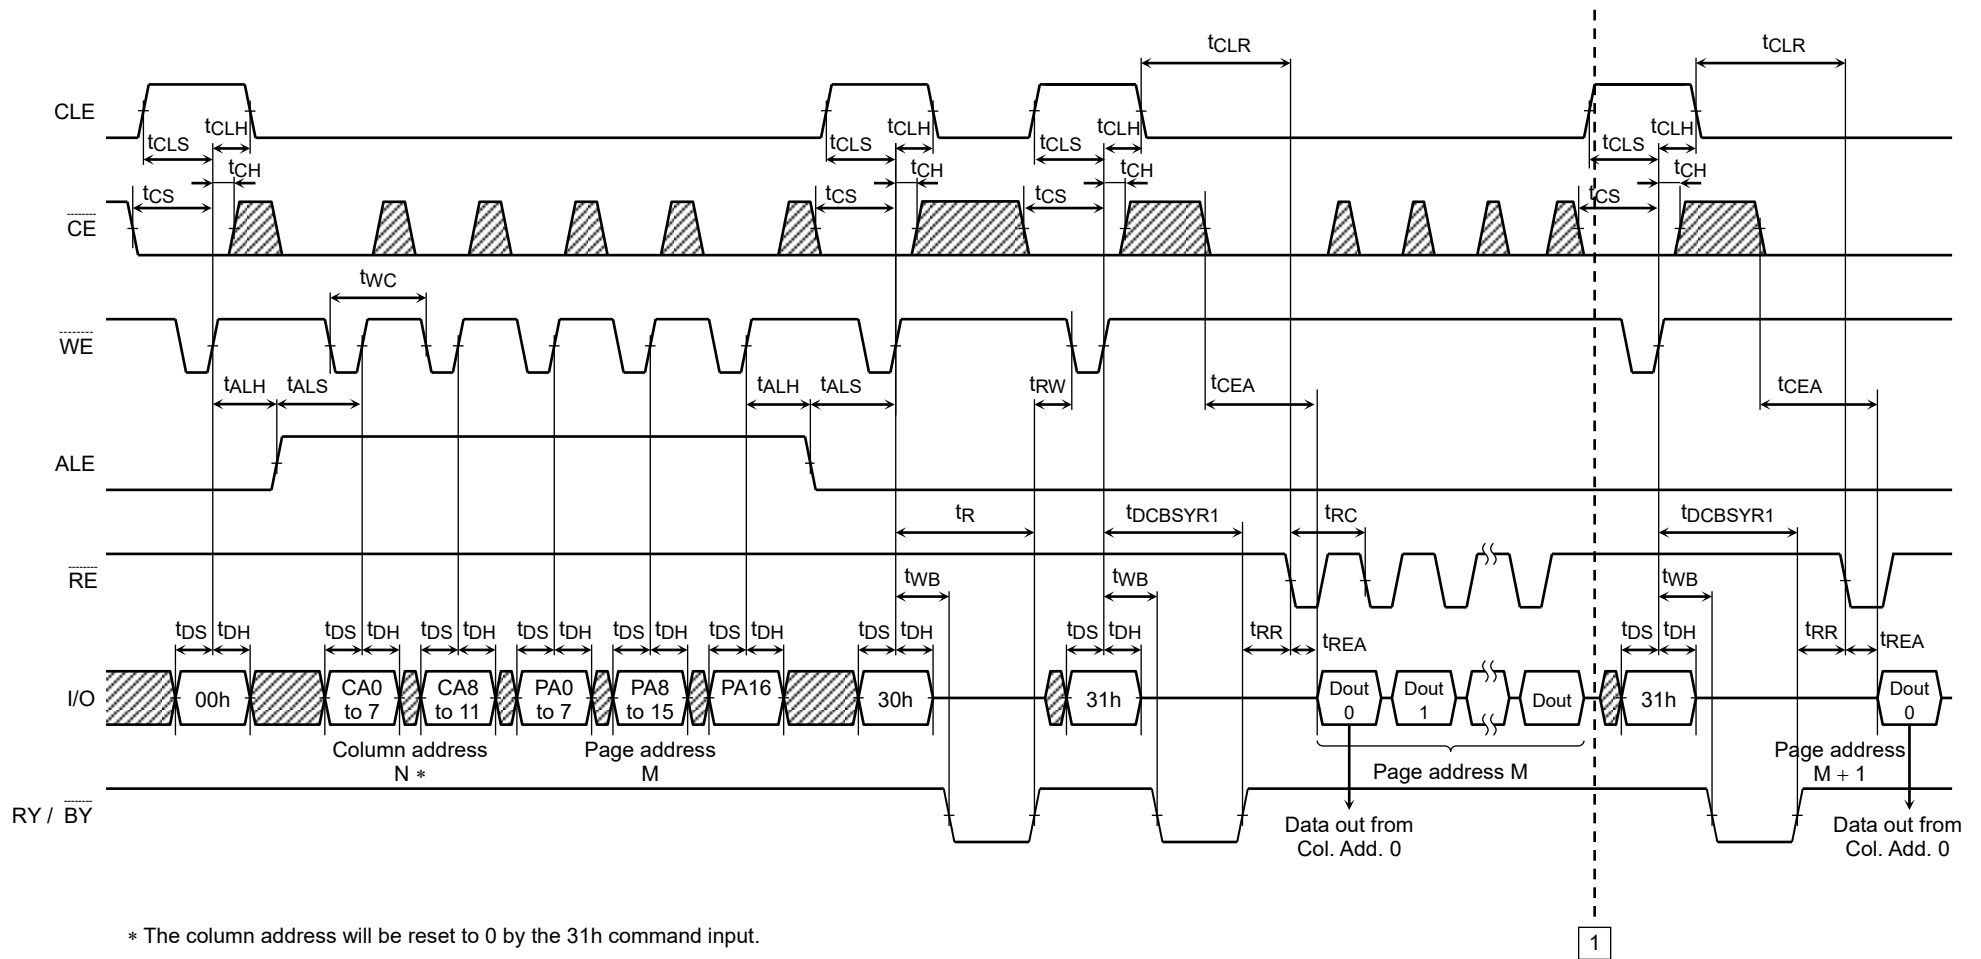 tCLR tCLR
CLE
tCLH tCLH tCLH tCLH
tCLS tCLS tCLS tCLS
tCH tCH tCH tCH
tCS tCS tCS tCS
CE
tWC
WE
tALH tALS tALH tALS tRW tCEA tCEA
ALE
tR tDCBSYR1 tRC tDCBSYR1
RE
tWB tWB tWB
tDS tDH tDS tDH tDS tDH tDS tDH tDS tDH tDS tDH tDS tDH tDS tDH tRR tREA tDS tDH tRR tREA
I/O
00h
CA0
to 7
CA8
to 11
PA0
to 7
PA8
to 15
PA16
30h
31h
Dout
0
Dout
1
Dout
31h
Dout
0
Column address
N *
Page address
M
Page address M
Page address
M + 1
RY / BY
Data out from
Col. Add. 0
Data out from
Col. Add. 0
* The column address will be reset to 0 by the 31h command input.
1